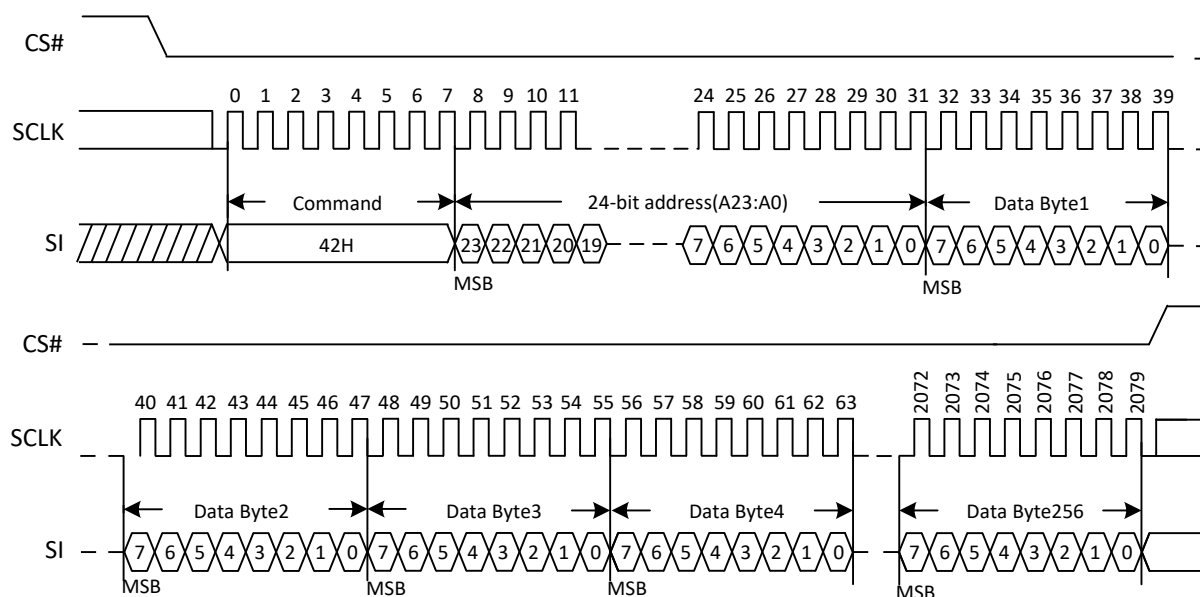 CS#
0 1 2 3 4 5 6 7 8 9 10 11 24 25 26 27 28 29 30 31 32 33 34 35 36 37 38 39
SCLK
Command 24-bit address(A23:A0) Data Byte1
SI 42H 23 22 21 20 19 7 6 5 4 3 2 1 0 7 6 5 4 3 2 1 0
MSB MSB
CS#
40 41 42 43 44 45 46 47 48 49 50 51 52 53 54 55 56 57 58 59 60 61 62 63 2072 2073 2074 2075 2076 2077 2078 2079
SCLK
Data Byte2 Data Byte3 Data Byte4 Data Byte256
SI 7 6 5 4 3 2 1 0 7 6 5 4 3 2 1 0 7 6 5 4 3 2 1 0 7 6 5 4 3 2 1 0
MSB MSB MSB MSB